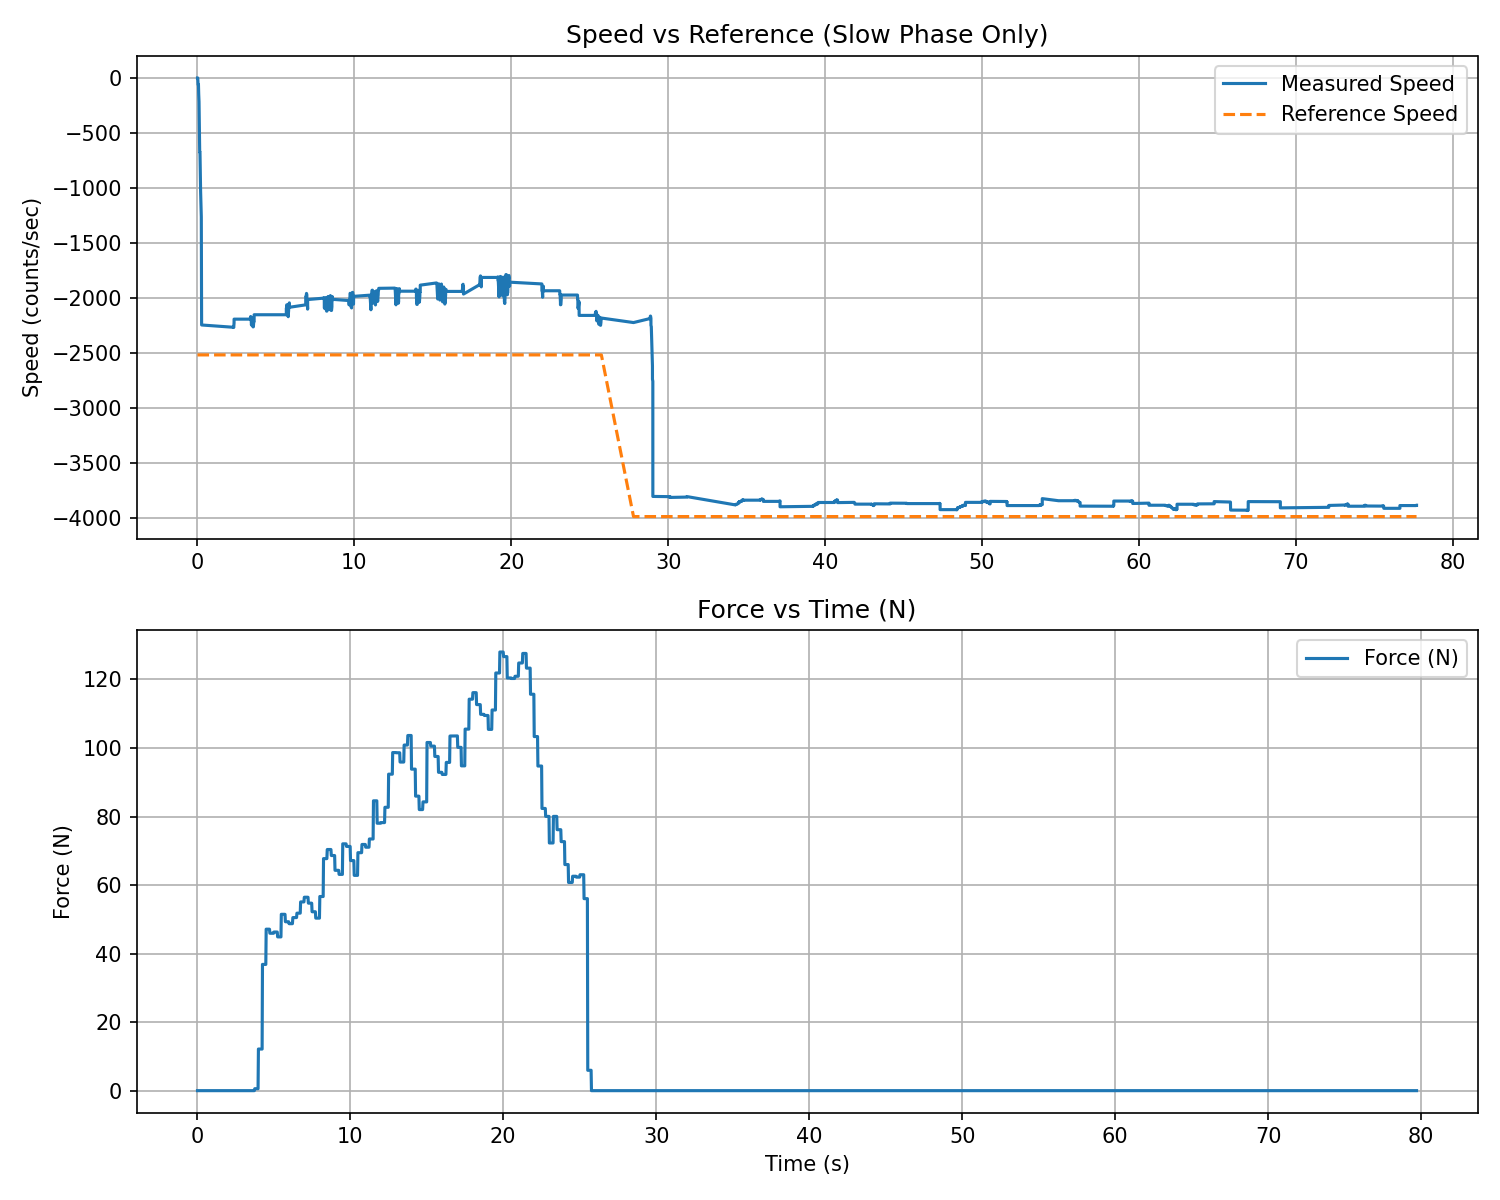 Speed vs Reference (Slow Phase Only)
Measured Speed
Reference Speed
Speed (counts/sec)
0
−500
−1000
−1500
−2000
−2500
−3000
−3500
−4000
0 10 20 30 40 50 60 70 80
Force vs Time (N)
Force (N)
Force (N)
120
100
80
60
40
20
0
0 10 20 30 40 50 60 70 80
Time (s)